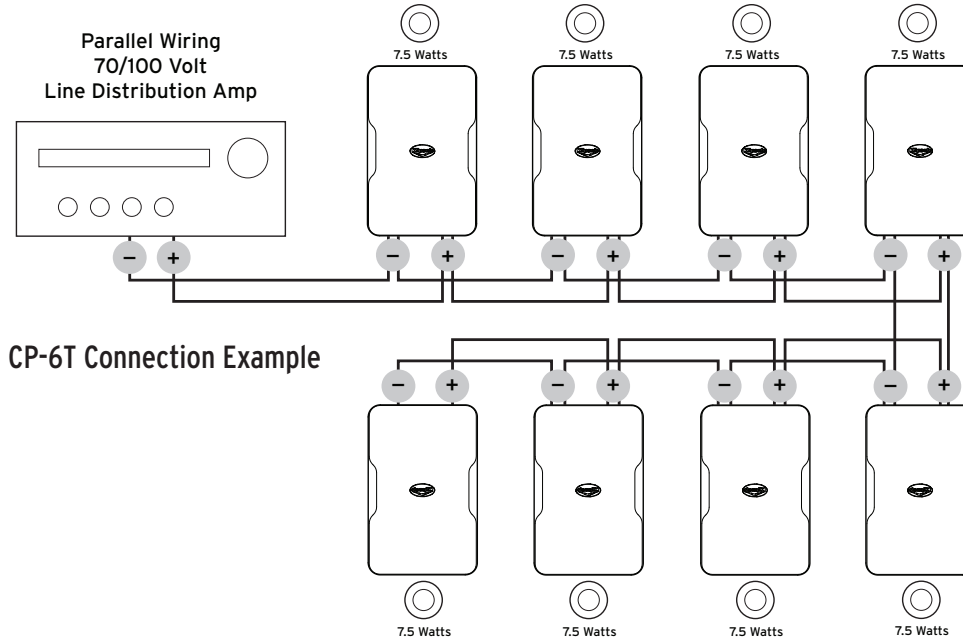 Parallel Wiring
70/100 Volt
Line Distribution Amp
7.5 Watts
7.5 Watts
7.5 Watts
7.5 Watts
− +
− +
− +
− +
− +
CP-6T Connection Example
− +
− +
− +
− +
7.5 Watts
7.5 Watts
7.5 Watts
7.5 Watts